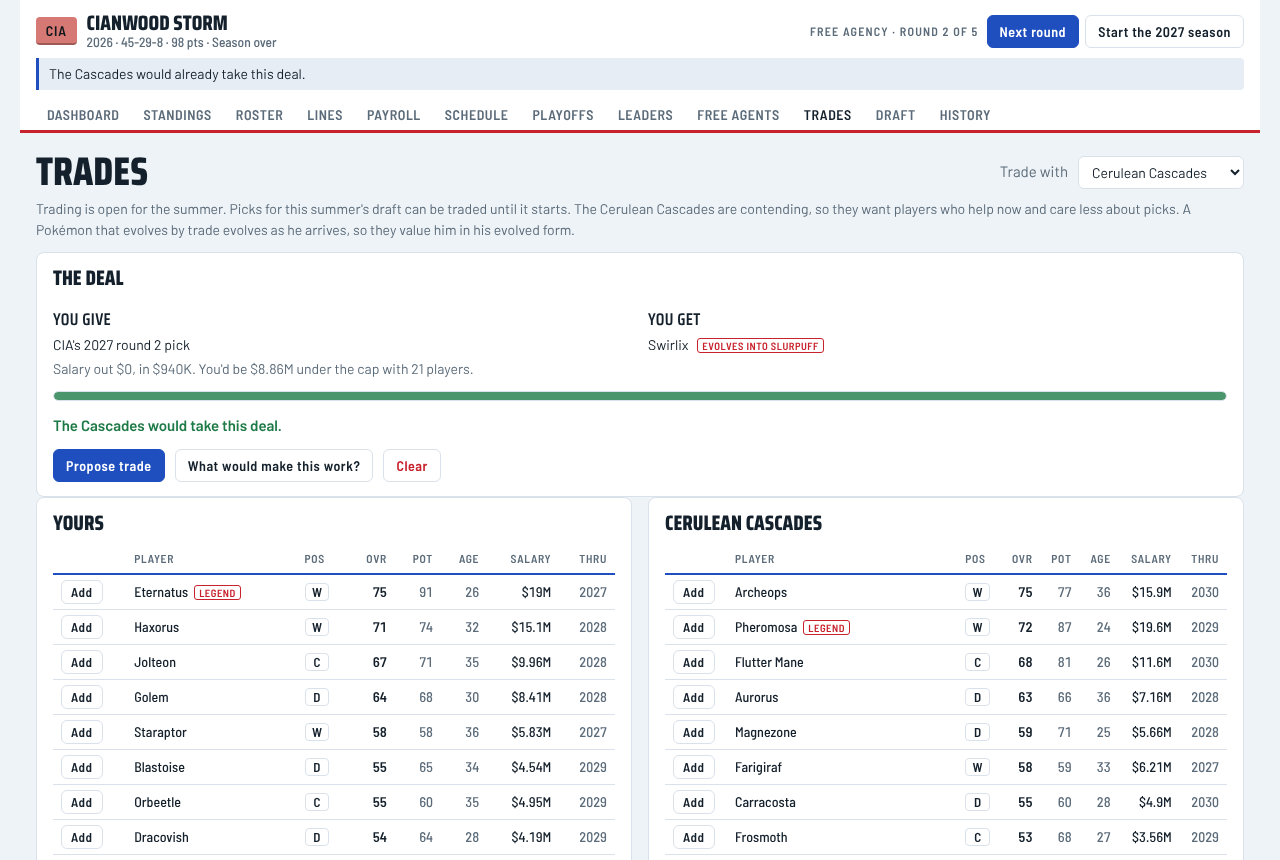 CIA
CIANWOOD STORM
2026 · 45-29-8 · 98 pts · Season over
FREE AGENCY · ROUND 2 OF 5
Next round
Start the 2027 season
The Cascades would already take this deal.
DASHBOARD STANDINGS ROSTER LINES PAYROLL SCHEDULE PLAYOFFS LEADERS FREE AGENTS TRADES DRAFT HISTORY
TRADES
Trade with Cerulean Cascades
Trading is open for the summer. Picks for this summer's draft can be traded until it starts. The Cerulean Cascades are contending, so they want players who help now and care less about picks. A
Pokémon that evolves by trade evolves as he arrives, so they value him in his evolved form.
THE DEAL
YOU GIVE
CIA's 2027 round 2 pick
YOU GET
Swirlix EVOLVES INTO SLURPUFF
Salary out $0, in $940K. You'd be $8.86M under the cap with 21 players.
The Cascades would take this deal.
Propose trade What would make this work? Clear
YOURS
PLAYER POS OVR POT AGE SALARY THRU
Add Eternatus LEGEND W 75 91 26 $19M 2027
Add Haxorus W 71 74 32 $15.1M 2028
Add Jolteon C 67 71 35 $9.96M 2028
Add Golem D 64 68 30 $8.41M 2028
Add Staraptor W 58 58 36 $5.83M 2027
Add Blastoise D 55 65 34 $4.54M 2029
Add Orbeetle C 55 60 35 $4.95M 2029
Add Dracovish D 54 64 28 $4.19M 2029
CERULEAN CASCADES
PLAYER POS OVR POT AGE SALARY THRU
Add Archeops W 75 77 36 $15.9M 2030
Add Pheromosa LEGEND W 72 87 24 $19.6M 2029
Add Flutter Mane C 68 81 26 $11.6M 2030
Add Aurorus D 63 66 36 $7.16M 2028
Add Magnezone D 59 71 25 $5.66M 2028
Add Farigiraf W 58 59 33 $6.21M 2027
Add Carracosta D 55 60 28 $4.9M 2030
Add Frosmoth C 53 68 27 $3.56M 2029